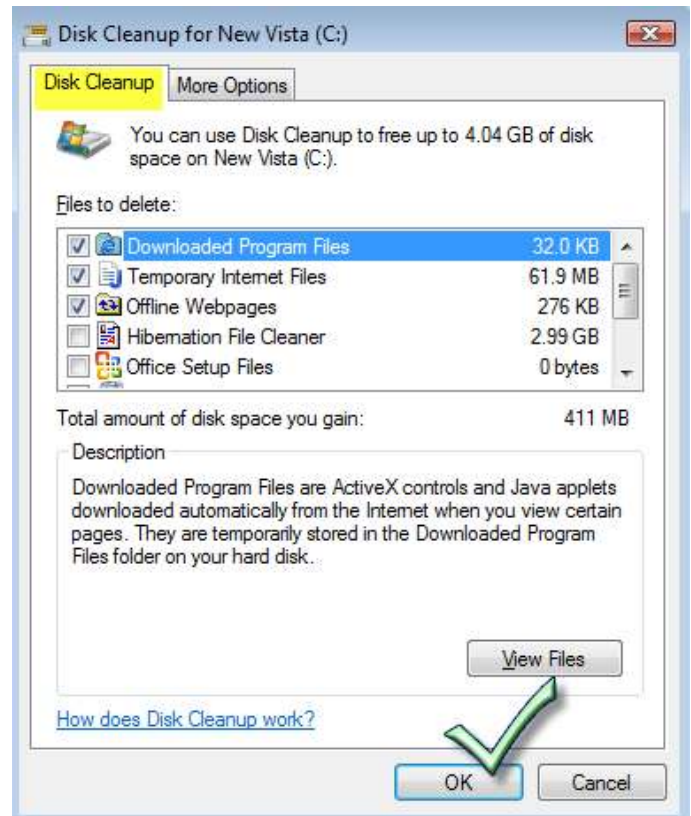 Disk Cleanup for New Vista (C:)
Disk Cleanup
More Options
You can use Disk Cleanup to free up to 4.04 GB of disk
space on New Vista (C:).
Files to delete:
Downloaded Program Files 32.0 KB
Temporary Internet Files 61.9 MB
Offline Webpages 276 KB
Hibernation File Cleaner 2.99 GB
Office Setup Files 0 bytes
Total amount of disk space you gain: 411 MB
Description
Downloaded Program Files are ActiveX controls and Java applets
downloaded automatically from the Internet when you view certain
pages. They are temporarily stored in the Downloaded Program
Files folder on your hard disk.
View Files
How does Disk Cleanup work?
OK
Cancel